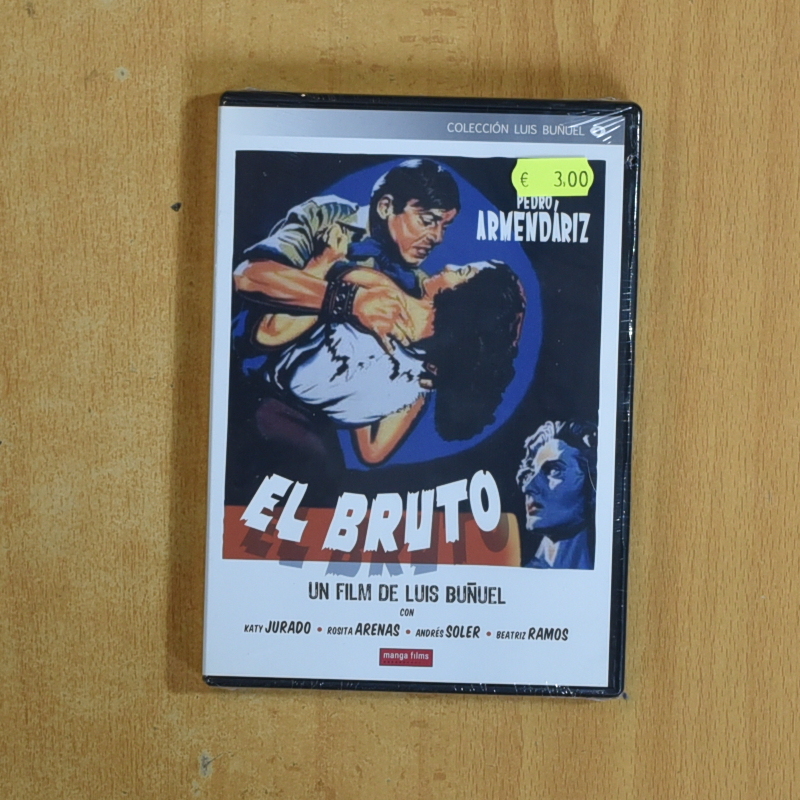 COLECCIÓN LUIS BUÑUEL
€ 3,00
PEDRO
ARMENDÁRIZ
EL BRUTO
UN FILM DE LUIS BUÑUEL
CON
KATY JURADO • ROSITA ARENAS • ANDRÉS SOLER • BEATRIZ RAMOS
manga films